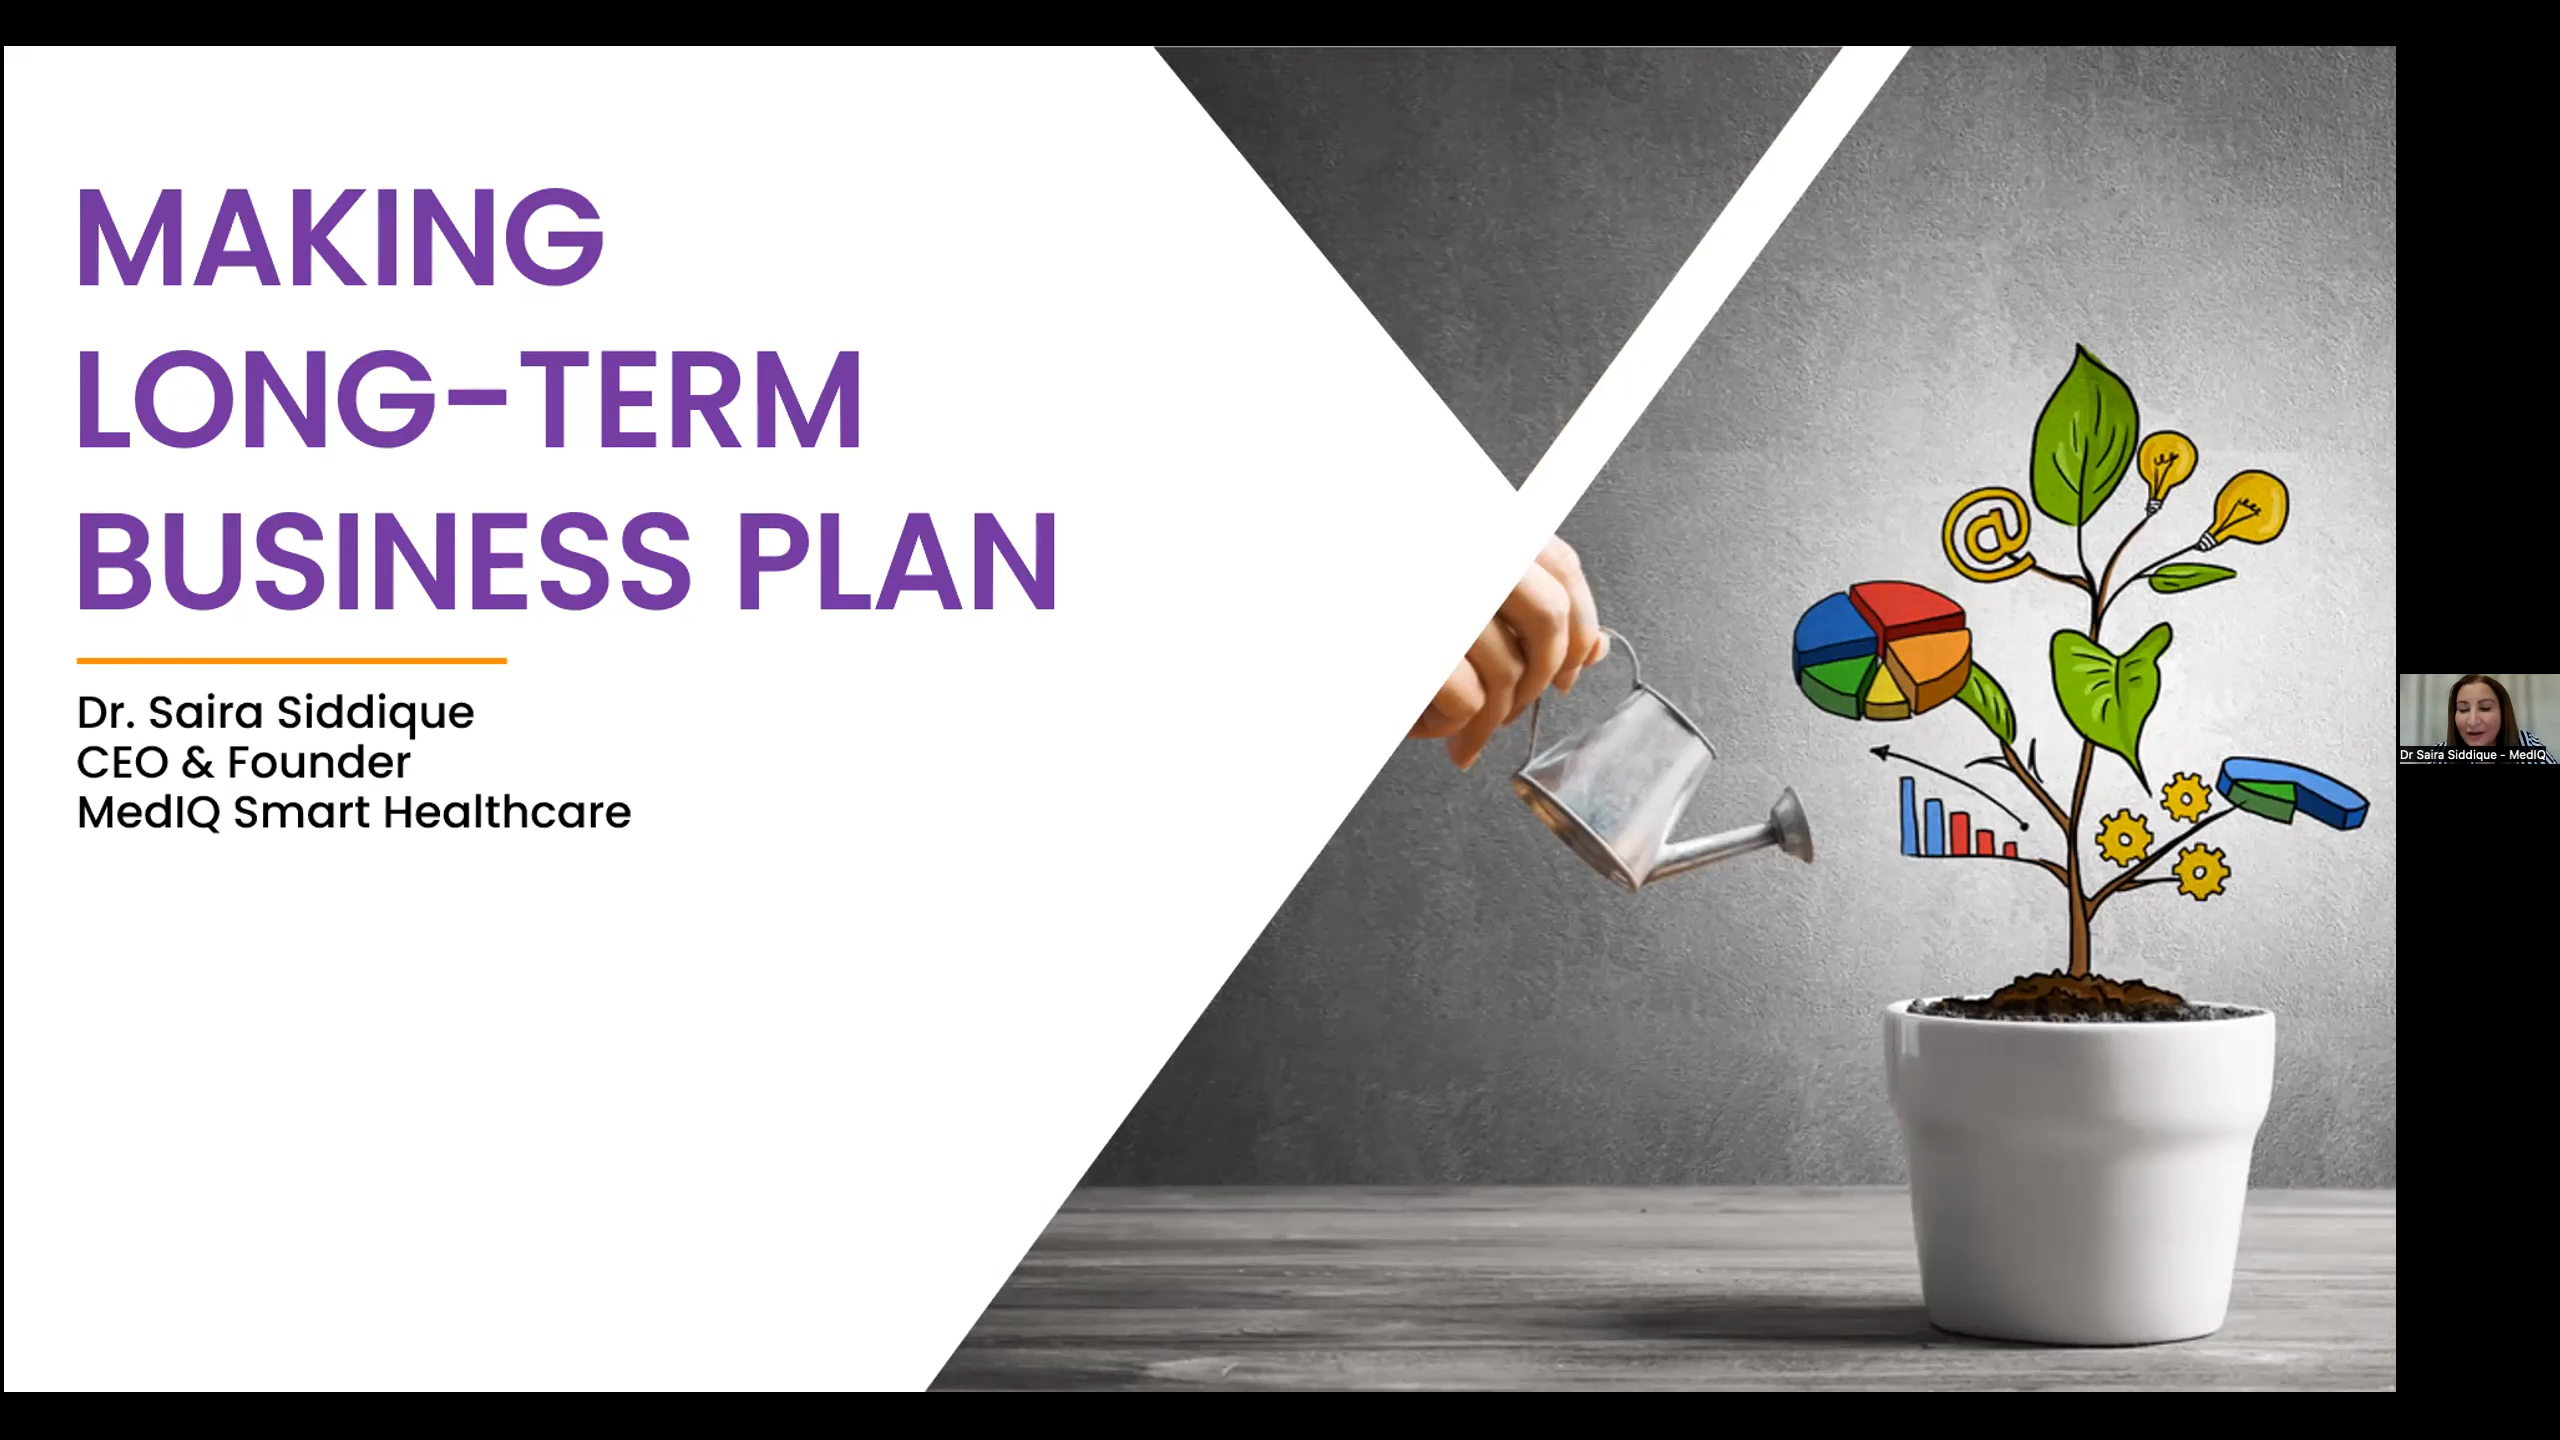 MAKING
LONG-TERM
BUSINESS PLAN
Dr. Saira Siddique
CEO & Founder
MedIQ Smart Healthcare
@
Dr Saira Siddique - MedIQ